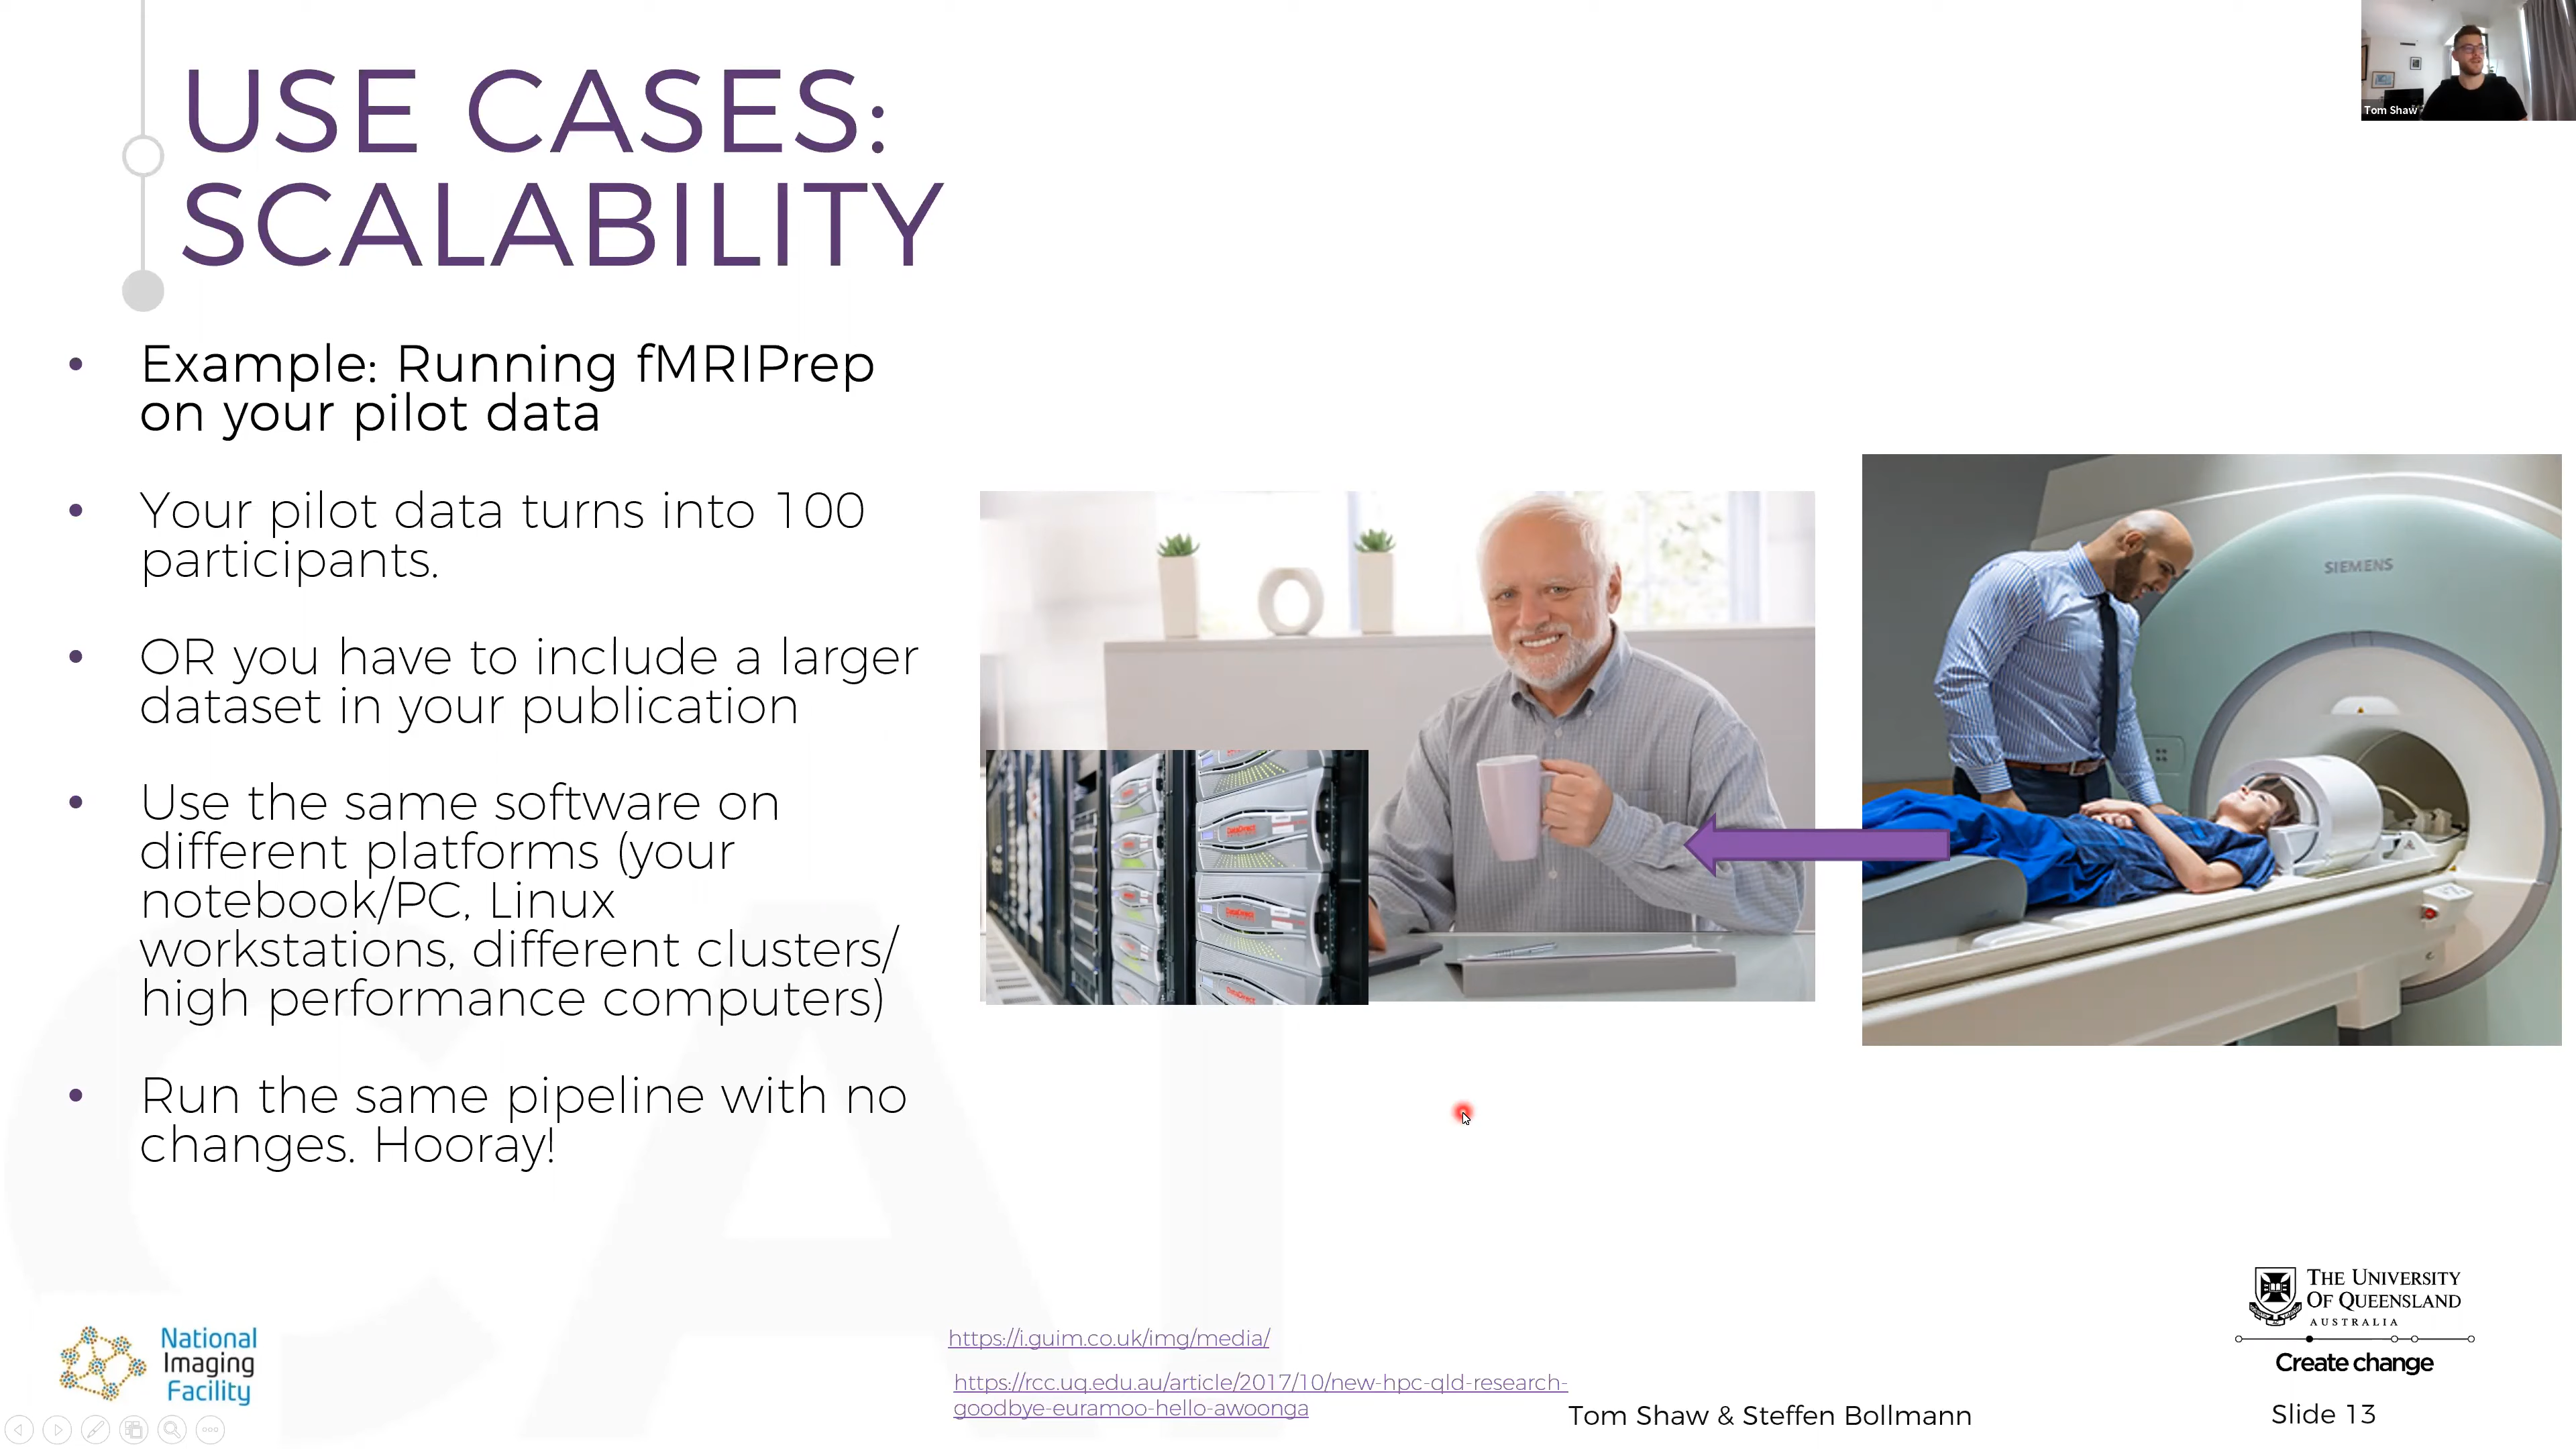 USE CASES:
SCALABILITY
Tom Shaw
• Example: Running fMRIPrep
on your pilot data
• Your pilot data turns into 100
participants.
• OR you have to include a larger
dataset in your publication
• Use the same software on
different platforms (your
notebook/PC, Linux
workstations, different clusters/
high performance computers)
• Run the same pipeline with no
changes. Hooray!
SIEMENS
DataDirect
CAI
National
Imaging
Facility
https://i.guim.co.uk/img/media/
https://rcc.uq.edu.au/article/2017/10/new-hpc-qld-research-
goodbye-euramoo-hello-awoonga
Tom Shaw & Steffen Bollmann
THE UNIVERSITY
OF QUEENSLAND
AUSTRALIA
Create change
Slide 13